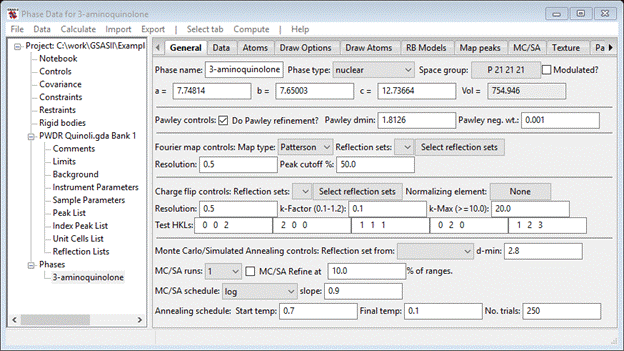 Phase Data for 3-aminoquinolone
File Data Calculate Import Export | Select tab Compute
Project: C:\work\GSASII\Exampl
Notebook
Controls
Covariance
Constraints
Restraints
Rigid bodies
PWDR Quinoli.gda Bank 1
Comments
Limits
Background
Instrument Parameters
Sample Parameters
Peak List
Index Peak List
Unit Cells List
Reflection Lists
Phases
3-aminoquinolone
General Data Atoms Draw Options Draw Atoms RB Models Map peaks MC/SA Texture Pa
Phase name: 3-aminoquinolone Phase type: nuclear Space group: P 21 21 21 Modulated?
a = 7.74814 b = 7.65003 c = 12.73664 Vol = 754.946
Pawley controls: Do Pawley refinement? Pawley dmin: 1.8126 Pawley neg. wt.: 0.001
Fourier map controls: Map type: Patterson Reflection sets: Select reflection sets
Resolution: 0.5 Peak cutoff %: 50.0
Charge flip controls: Reflection sets: Select reflection sets Normalizing element: None
Resolution: 0.5 k-Factor (0.1-1.2): 0.1 k-Max (>=10.0): 20.0
Test HKLs: 0 0 2 2 0 0 1 1 1 0 2 0 1 2 3
Monte Carlo/Simulated Annealing controls: Reflection set from: d-min: 2.8
MC/SA runs: 1 MC/SA Refine at 10.0 % of ranges.
MC/SA schedule: log slope: 0.9
Annealing schedule: Start temp: 0.7 Final temp: 0.1 No. trials: 250